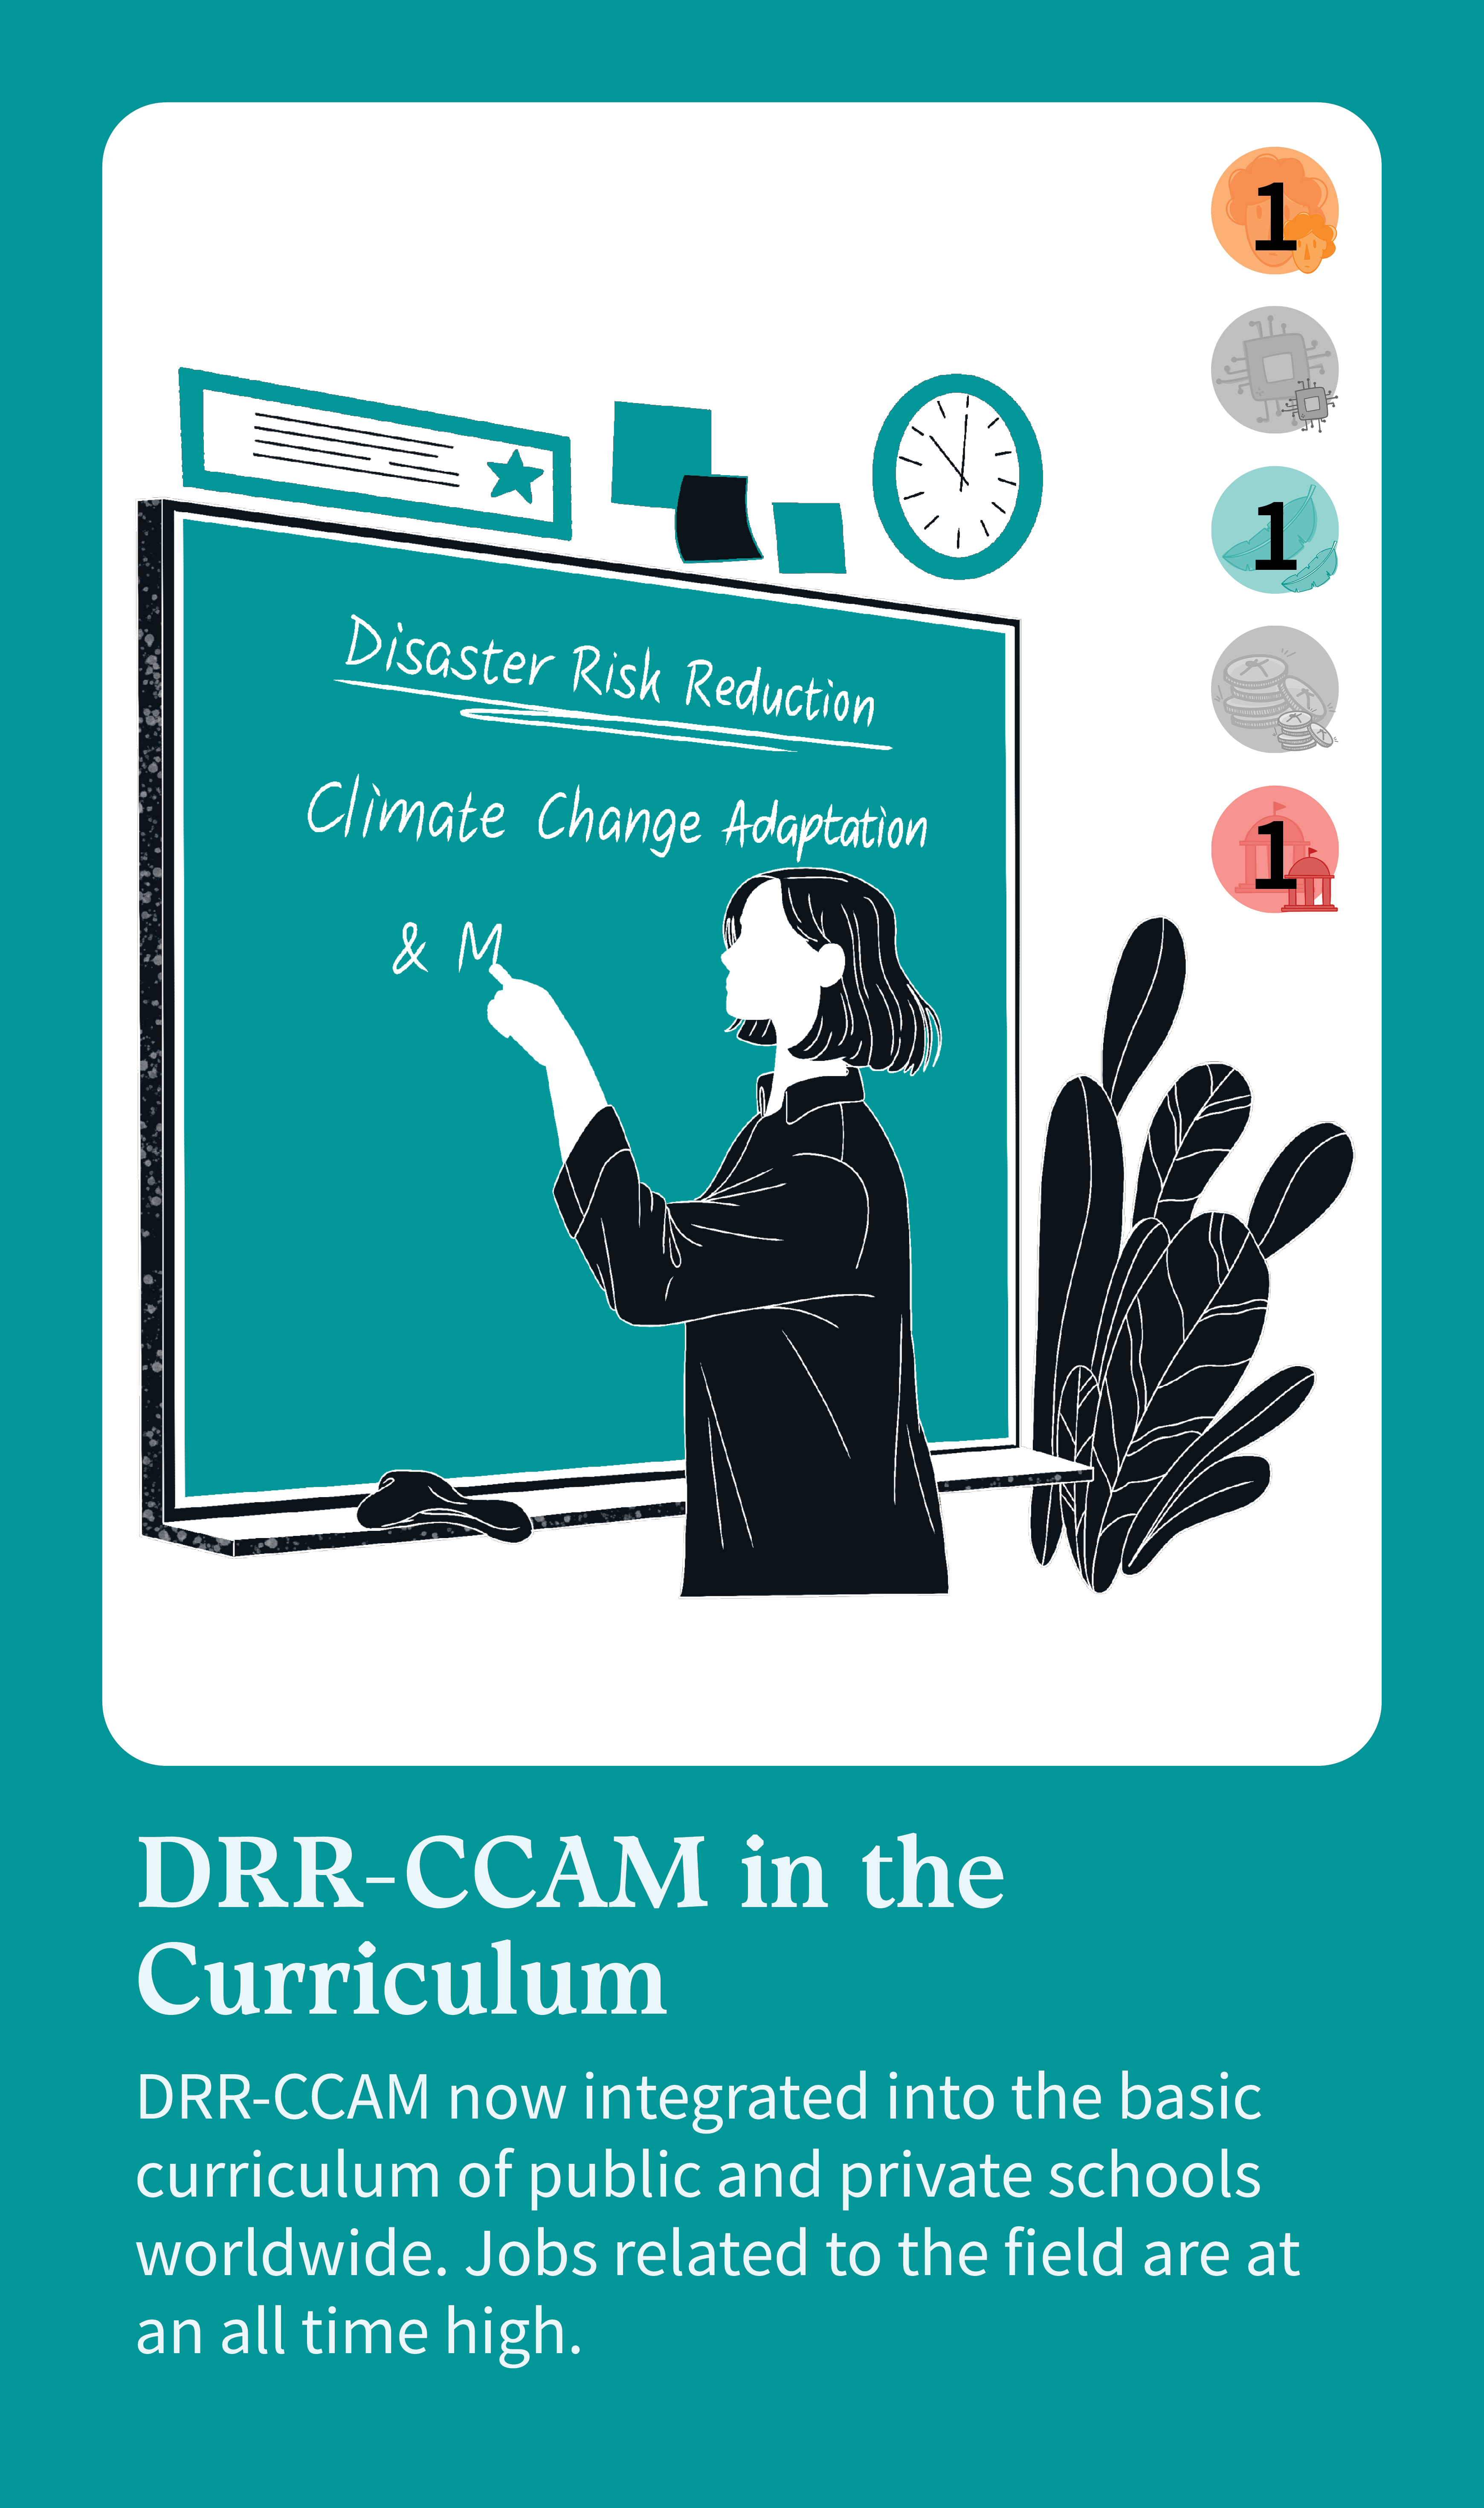 1
1
1
Disaster Risk Reduction
Climate Change Adaptation
& M
DRR-CCAM in the
Curriculum
DRR-CCAM now integrated into the basic
curriculum of public and private schools
worldwide. Jobs related to the field are at
an all time high.